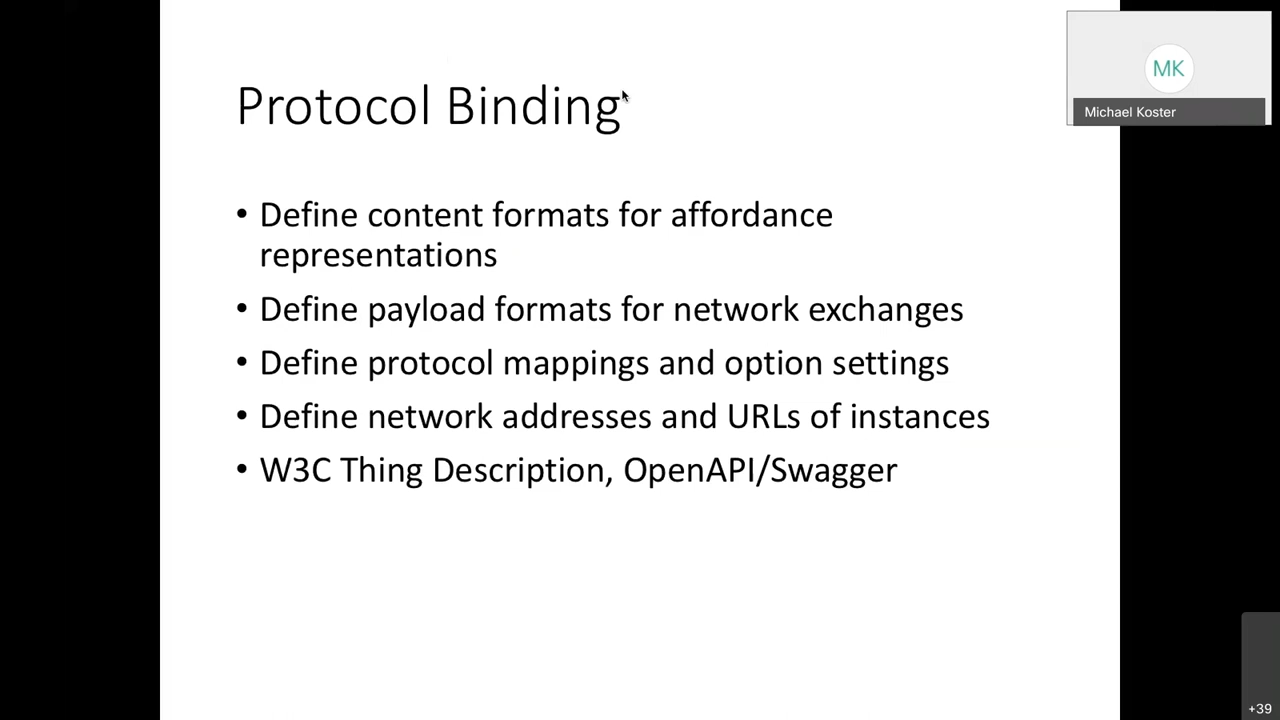 Protocol Binding
• Define content formats for affordance
representations
• Define payload formats for network exchanges
• Define protocol mappings and option settings
• Define network addresses and URLs of instances
• W3C Thing Description, OpenAPI/Swagger
MK
Michael Koster
+39